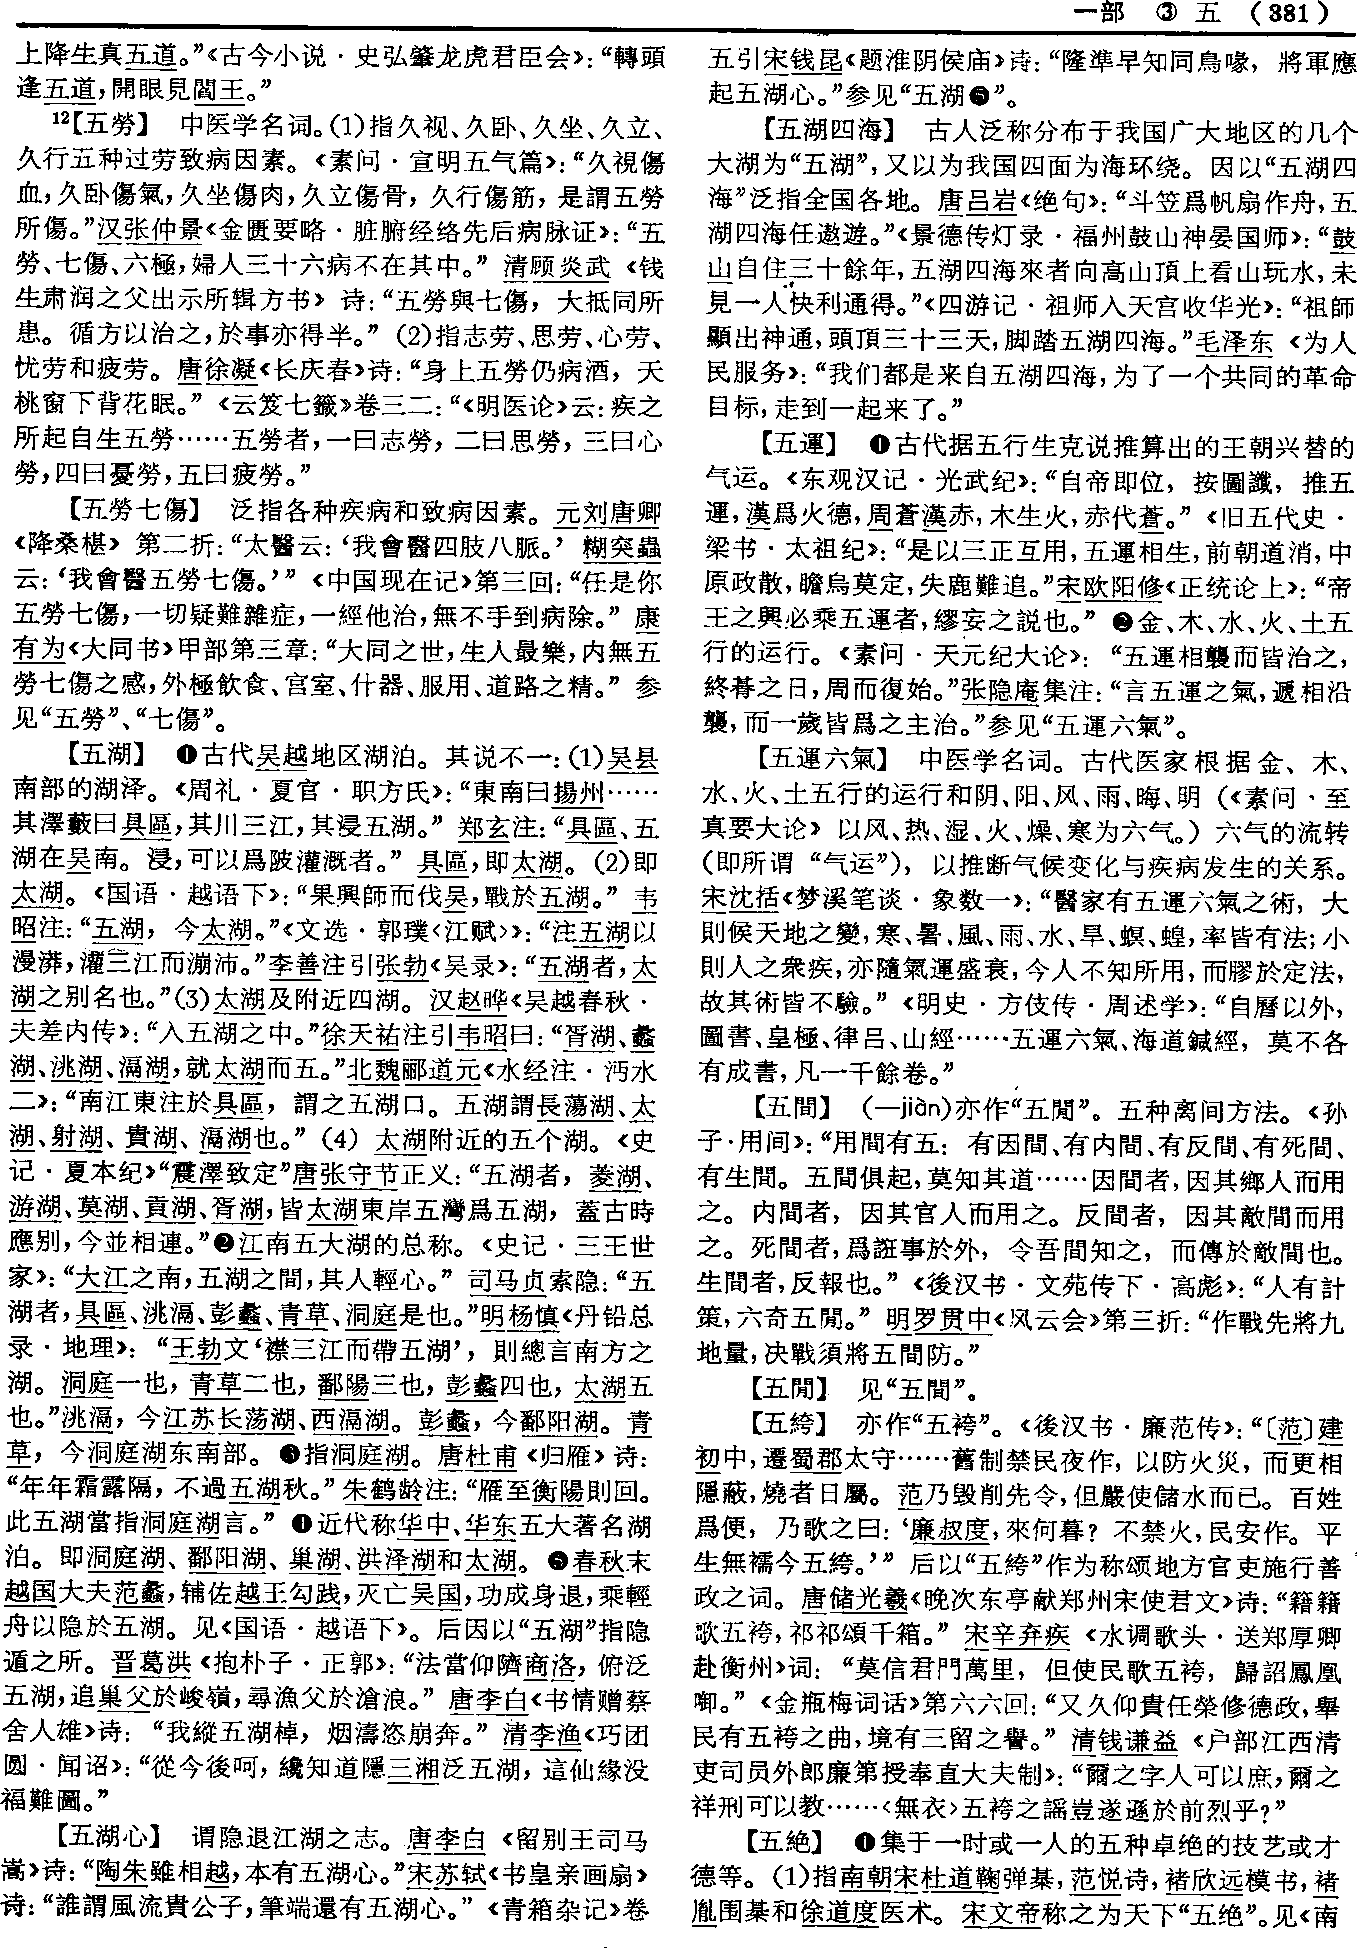 一部 ③ 五 (381)
上降生真五道。”《古今小说·史弘肇龙虎君臣会》：“轉頭
逢五道，開眼見閻王。”
12【五勞】 中医学名词。(1)指久视、久卧、久坐、久立、
久行五种过劳致病因素。《素问·宣明五气篇》：“久視傷
血，久卧傷氣，久坐傷肉，久立傷骨，久行傷筋，是謂五勞
所傷。”汉张仲景《金匮要略·脏腑经络先后病脉证》：“五
勞、七傷、六極，婦人三十六病不在其中。” 清顾炎武《钱
生肃润之父出示所辑方书》诗：“五勞與七傷，大抵同所
患。循方以治之，於事亦得半。” (2)指志劳、思劳、心劳、
忧劳和疲劳。唐徐凝《长庆春》诗：“身上五勞仍病酒，夭
桃窗下背花眠。”《云笈七籤》卷三二：“《明医论》云：疾之
所起自生五勞……五勞者，一曰志勞，二曰思勞，三曰心
勞，四曰憂勞，五曰疲勞。”
【五勞七傷】 泛指各种疾病和致病因素。元刘唐卿
《降桑椹》第二折：“太醫云：‘我會醫四肢八脈。’糊突蟲
云：‘我會醫五勞七傷。’”《中国现在记》第三回：“任是你
五勞七傷，一切疑難雜症，一經他治，無不手到病除。” 康
有为《大同书》甲部第三章：“大同之世，生人最樂，内無五
勞七傷之感，外極飲食、宫室、什器、服用、道路之精。” 参
见“五勞”、“七傷”。
【五湖】 ❶古代吴越地区湖泊。其说不一：(1)吴县
南部的湖泽。《周礼·夏官·职方氏》：“東南曰揚州……
其澤藪曰具區，其川三江，其浸五湖。” 郑玄注：“具區、五
湖在吴南。浸，可以爲陂灌溉者。” 具區，即太湖。(2)即
太湖。《国语·越语下》：“果興師而伐吴，戰於五湖。” 韦
昭注：“五湖，今太湖。”《文选·郭璞〈江赋〉》：“注五湖以
漫漭，灌三江而漰沛。”李善注引张勃《吴录》：“五湖者，太
湖之别名也。”(3)太湖及附近四湖。汉赵晔《吴越春秋·
夫差内传》：“入五湖之中。”徐天祜注引韦昭曰：“胥湖、蠡
湖、洮湖、滆湖，就太湖而五。”北魏郦道元《水经注·沔水
二》：“南江東注於具區，謂之五湖口。五湖謂長蕩湖、太
湖、射湖、貴湖、滆湖也。” (4) 太湖附近的五个湖。《史
记·夏本纪》“震澤致定”唐张守节正义：“五湖者，菱湖、
游湖、莫湖、貢湖、胥湖，皆太湖東岸五灣爲五湖，蓋古時
應别，今並相連。”❷江南五大湖的总称。《史记·三王世
家》：“大江之南，五湖之間，其人輕心。” 司马贞索隐：“五
湖者，具區、洮滆、彭蠡、青草、洞庭是也。”明杨慎《丹铅总
录·地理》：“王勃文‘襟三江而帶五湖’，則總言南方之
湖。洞庭一也，青草二也，鄱陽三也，彭蠡四也，太湖五
也。”洮滆，今江苏长荡湖、西滆湖。彭蠡，今鄱阳湖。青
草，今洞庭湖东南部。❸指洞庭湖。唐杜甫《归雁》诗：
“年年霜露隔，不過五湖秋。” 朱鹤龄注：“雁至衡陽則回。
此五湖當指洞庭湖言。” ❹近代称华中、华东五大著名湖
泊。即洞庭湖、鄱阳湖、巢湖、洪泽湖和太湖。❺春秋末
越国大夫范蠡，辅佐越王勾践，灭亡吴国，功成身退，乘輕
舟以隐於五湖。见《国语·越语下》。后因以“五湖”指隐
遁之所。晋葛洪《抱朴子·正郭》：“法當仰隮商洛，俯泛
五湖，追巢父於峻嶺，尋漁父於滄浪。” 唐李白《书情赠蔡
舍人雄》诗：“我縱五湖棹，烟濤恣崩奔。” 清李渔《巧团
圆·闻诏》：“從今後呵，纔知道隱三湘泛五湖，這仙緣没
福難圖。”
【五湖心】 谓隐退江湖之志。唐李白《留别王司马
嵩》诗：“陶朱雖相越，本有五湖心。”宋苏轼《书皇亲画扇》
诗：“誰謂風流貴公子，筆端還有五湖心。”《青箱杂记》卷
五引宋钱昆《题淮阴侯庙》诗：“隆準早知同鳥喙，將軍應
起五湖心。”参见“五湖❺”。
【五湖四海】 古人泛称分布于我国广大地区的几个
大湖为“五湖”，又以为我国四面为海环绕。因以“五湖四
海”泛指全国各地。唐吕岩《绝句》：“斗笠爲帆扇作舟，五
湖四海任遨遊。”《景德传灯录·福州鼓山神晏国师》：“鼓
山自住三十餘年，五湖四海來者向高山頂上看山玩水，未
見一人快利通得。”《四游记·祖师入天宫收华光》：“祖師
顯出神通，頭頂三十三天，脚踏五湖四海。”毛泽东《为人
民服务》：“我们都是来自五湖四海，为了一个共同的革命
目标，走到一起来了。”
【五運】 ❶古代据五行生克说推算出的王朝兴替的
气运。《东观汉记·光武纪》：“自帝即位，按圖讖，推五
運，漢爲火德，周蒼漢赤，木生火，赤代蒼。”《旧五代史·
梁书·太祖纪》：“是以三正互用，五運相生，前朝道消，中
原政散，瞻烏莫定，失鹿難追。”宋欧阳修《正统论上》：“帝
王之興必乘五運者，繆妄之説也。” ❷金、木、水、火、土五
行的运行。《素问·天元纪大论》：“五運相襲而皆治之，
終朞之日，周而復始。”张隐庵集注：“言五運之氣，遞相沿
襲，而一歲皆爲之主治。”参见“五運六氣”。
【五運六氣】 中医学名词。古代医家根据金、木、
水、火、土五行的运行和阴、阳、风、雨、晦、明（《素问·至
真要大论》以风、热、湿、火、燥、寒为六气。）六气的流转
(即所谓“气运”)，以推断气候变化与疾病发生的关系。
宋沈括《梦溪笔谈·象数一》：“醫家有五運六氣之術，大
則候天地之變，寒、暑、風、雨、水、旱、螟、蝗，率皆有法；小
則人之衆疾，亦隨氣運盛衰，今人不知所用，而膠於定法，
故其術皆不驗。”《明史·方伎传·周述学》：“自曆以外，
圖書、皇極、律吕、山經……五運六氣、海道鍼經，莫不各
有成書，凡一千餘卷。”
【五間】 (—jiàn)亦作“五閒”。五种离间方法。《孙
子·用间》：“用間有五：有因間、有内間、有反間、有死間、
有生間。五間俱起，莫知其道……因間者，因其鄉人而用
之。内間者，因其官人而用之。反間者，因其敵間而用
之。死間者，爲誑事於外，令吾間知之，而傳於敵間也。
生間者，反報也。”《後汉书·文苑传下·高彪》：“人有計
策，六奇五閒。” 明罗贯中《风云会》第三折：“作戰先將九
地量，决戰須將五間防。”
【五閒】 见“五間”。
【五絝】 亦作“五袴”。《後汉书·廉范传》：“〔范〕建
初中，遷蜀郡太守……舊制禁民夜作，以防火災，而更相
隱蔽，燒者日屬。范乃毁削先令，但嚴使儲水而已。百姓
爲便，乃歌之曰：‘廉叔度，來何暮？不禁火，民安作。平
生無襦今五絝。’” 后以“五絝”作为称颂地方官吏施行善
政之词。唐储光羲《晚次东亭献郑州宋使君文》诗：“籍籍
歌五袴，祁祁頌千箱。” 宋辛弃疾《水调歌头·送郑厚卿
赴衡州》词：“莫信君門萬里，但使民歌五袴，歸詔鳳凰
啣。”《金瓶梅词话》第六六回：“又久仰貴任榮修德政，舉
民有五袴之曲，境有三留之譽。” 清钱谦益《户部江西清
吏司员外郎廉第授奉直大夫制》：“爾之字人可以庶，爾之
祥刑可以教……〈無衣〉五袴之謡豈遂遜於前烈乎？”
【五絶】 ❶集于一时或一人的五种卓绝的技艺或才
德等。(1)指南朝宋杜道鞠弹棊，范悦诗，褚欣远模书，褚
胤围棊和徐道度医术。宋文帝称之为天下“五绝”。见《南